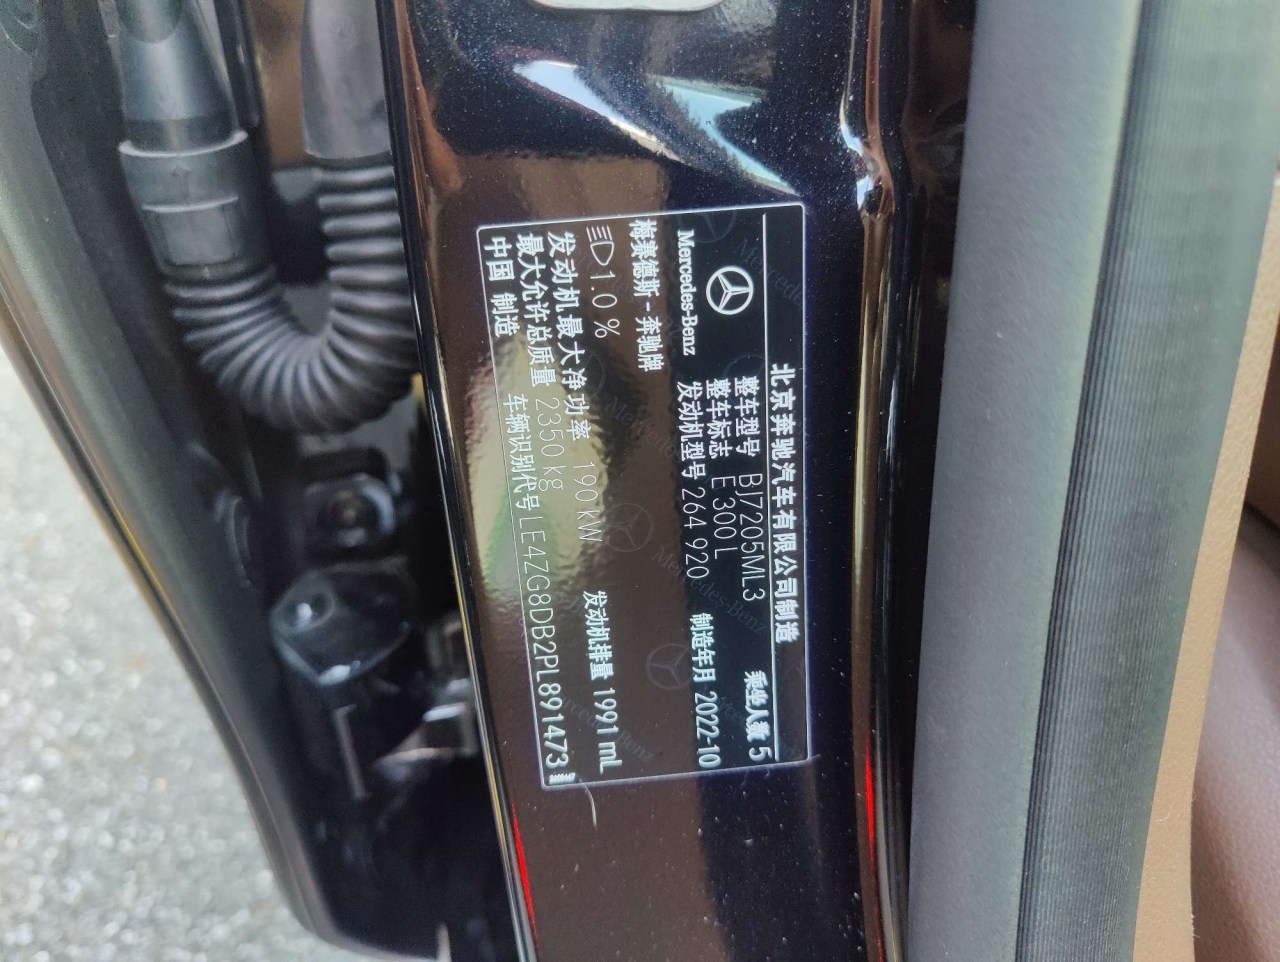 北京奔驰汽车有限公司制造
Mercedes-Benz
整车型号 BJ7205ML3 乘坐人数 5
整车标志 E 300 L
发动机型号 264 920 制造年月 2022-10
梅赛德斯-奔驰牌
1.0 %
发动机最大净功率 190 kW 发动机排量 1991 mL
最大允许总质量 2350 kg
中国 制造 车辆识别代号 LE4ZG8DB2PL891473